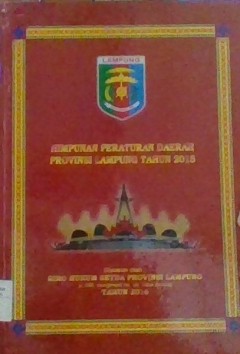 LAMPUNG
HIMPUNAN PERATURAN DAERAH
PROVINSI LAMPUNG TAHUN 2015
BIRO HUKUM SETDA PROVINSI LAMPUNG
TAHUN 2016